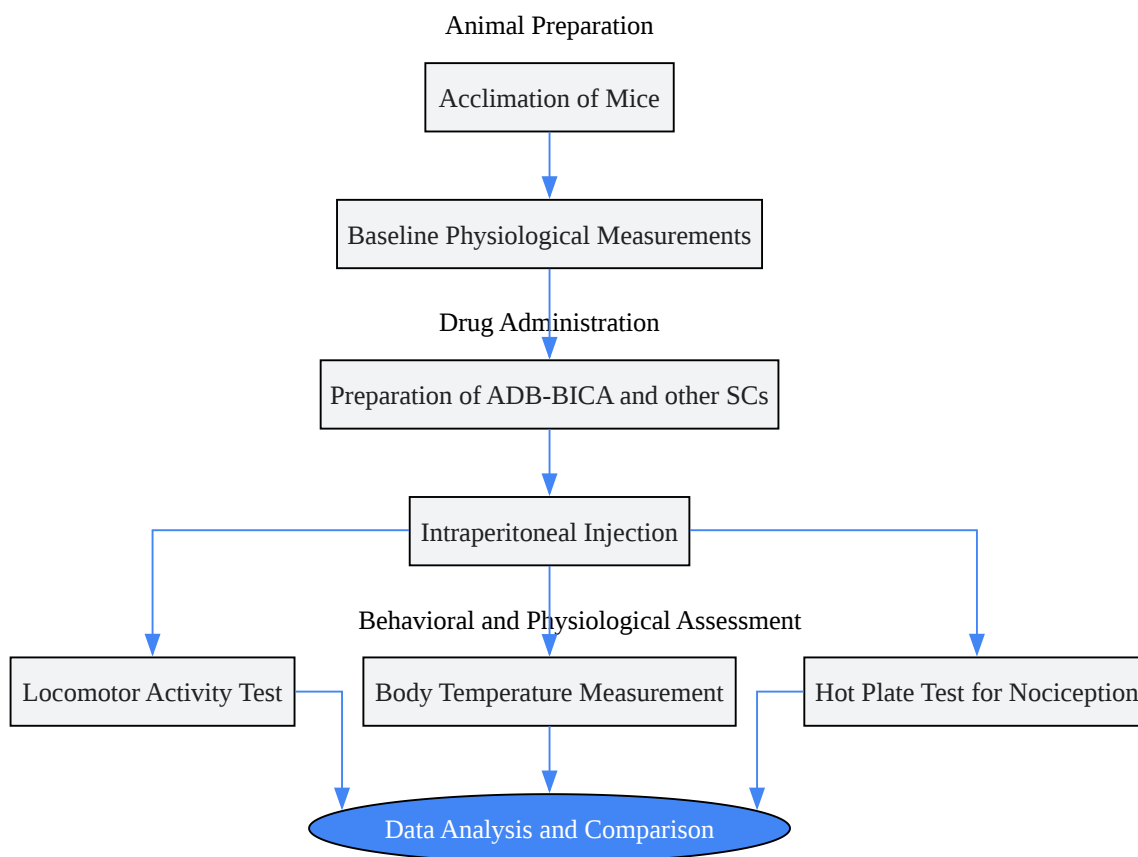 Animal Preparation
Acclimation of Mice
Baseline Physiological Measurements
Drug Administration
Preparation of ADB-BICA and other SCs
Intraperitoneal Injection
Behavioral and Physiological Assessment
Locomotor Activity Test
Body Temperature Measurement
Hot Plate Test for Nociception
Data Analysis and Comparison